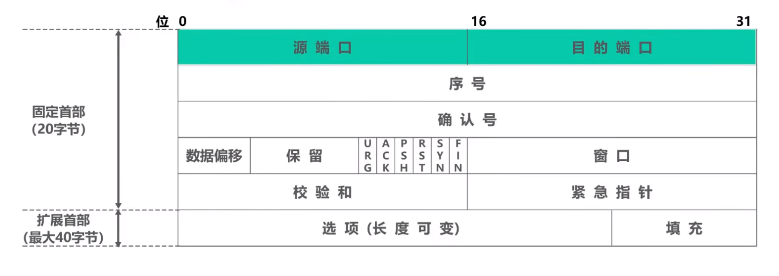 位 0 16 31
源 端 口 目 的 端 口
序 号
固定首部
(20字节)
确 认 号
数据偏移 保 留 URG ACK PSH RST SYN FIN 窗 口
校 验 和 紧 急 指 针
扩展首部
(最大40字节)
选 项 (长 度 可 变) 填 充